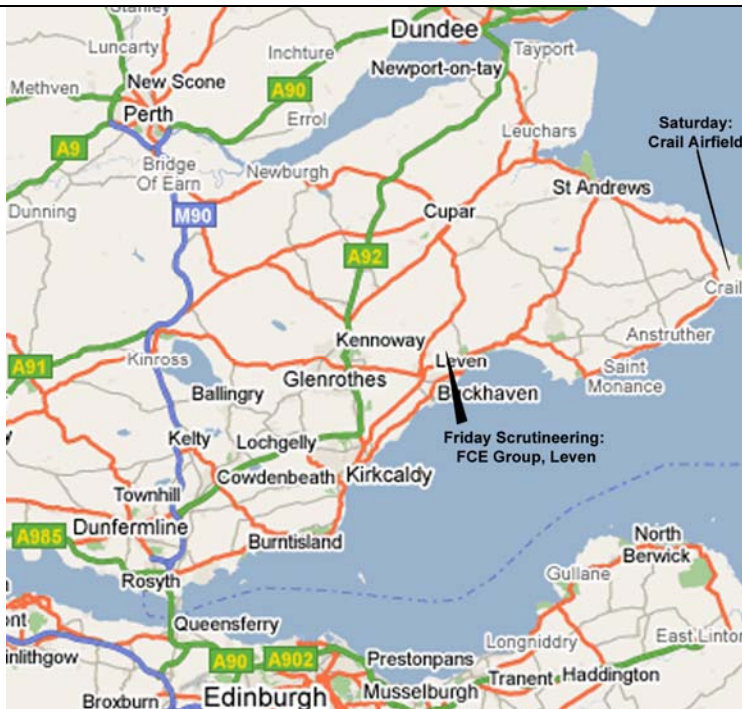 Stanley
Dundee
Luncarty
Inchture
Tayport
Newport-on-tay
Methven
New Scone
A90
Perth
Errol
Saturday:
Crail Airfield
A9
Leuchars
Bridge
Of Earn
Newburgh
St Andrews
Dunning
M90
Cupar
A92
Crail
Kennoway
Anstruther
A91
Kinross
Leven
Saint
Monance
Glenrothes
Ballingry
Buckhaven
Friday Scrutineering:
FCE Group, Leven
Kelty
Lochgelly
Cowdenbeath
Kirkcaldy
Townhill
Dunfermline
A985
Burntisland
North
Berwick
Rosyth
Gullane
Queensferry
Longniddry
East Linton
inlithgow
A90
A902
Prestonpans
Tranent
Haddington
Broxburn
Edinburgh
Musselburgh